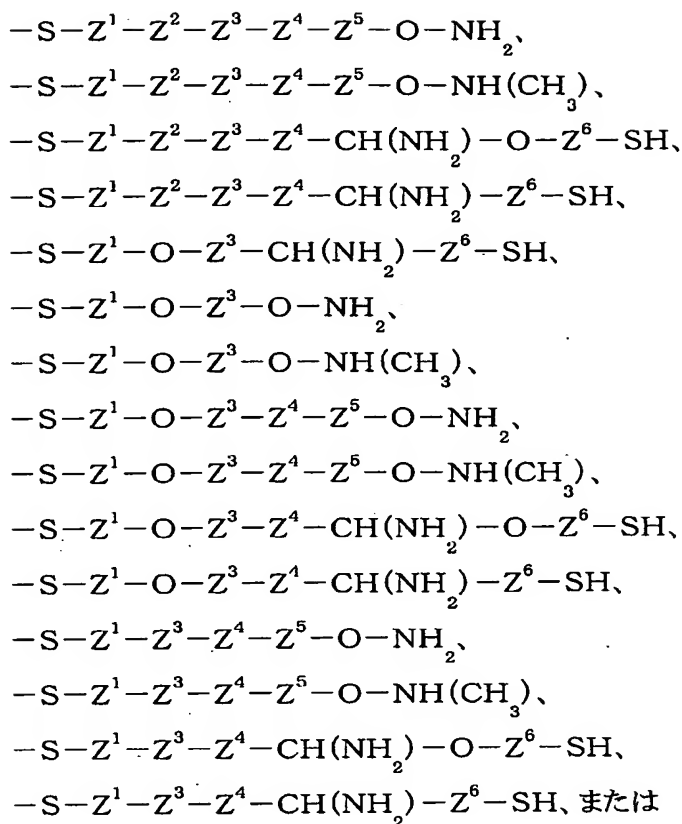 −S−Z¹−Z²−Z³−Z⁴−Z⁵−O−NH₂、
−S−Z¹−Z²−Z³−Z⁴−Z⁵−O−NH(CH₃)、
−S−Z¹−Z²−Z³−Z⁴−CH(NH₂)−O−Z⁶−SH、
−S−Z¹−Z²−Z³−Z⁴−CH(NH₂)−Z⁶−SH、
−S−Z¹−O−Z³−CH(NH₂)−Z⁶−SH、
−S−Z¹−O−Z³−O−NH₂、
−S−Z¹−O−Z³−O−NH(CH₃)、
−S−Z¹−O−Z³−Z⁴−Z⁵−O−NH₂、
−S−Z¹−O−Z³−Z⁴−Z⁵−O−NH(CH₃)、
−S−Z¹−O−Z³−Z⁴−CH(NH₂)−O−Z⁶−SH、
−S−Z¹−O−Z³−Z⁴−CH(NH₂)−Z⁶−SH、
−S−Z¹−Z³−Z⁴−Z⁵−O−NH₂、
−S−Z¹−Z³−Z⁴−Z⁵−O−NH(CH₃)、
−S−Z¹−Z³−Z⁴−CH(NH₂)−O−Z⁶−SH、
−S−Z¹−Z³−Z⁴−CH(NH₂)−Z⁶−SH、または